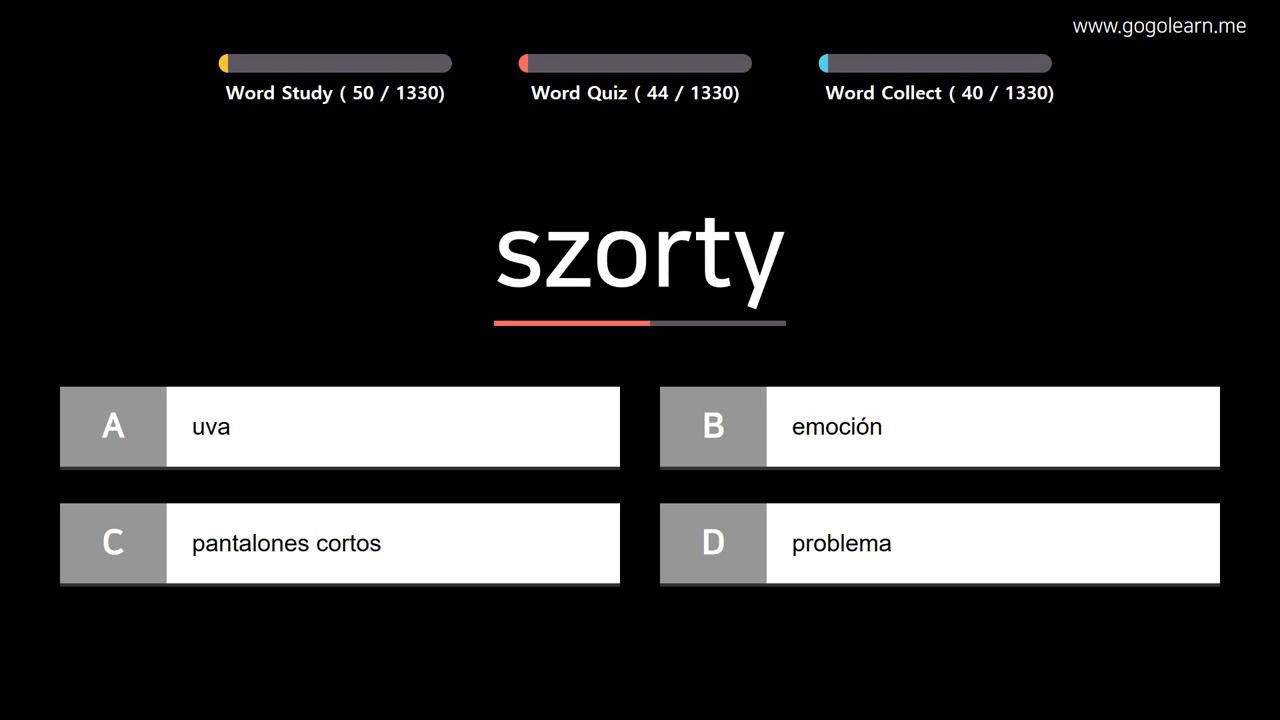 www.gogolearn.me
Word Study ( 50 / 1330)
Word Quiz ( 44 / 1330)
Word Collect ( 40 / 1330)
szorty
A
uva
B
emoción
C
pantalones cortos
D
problema